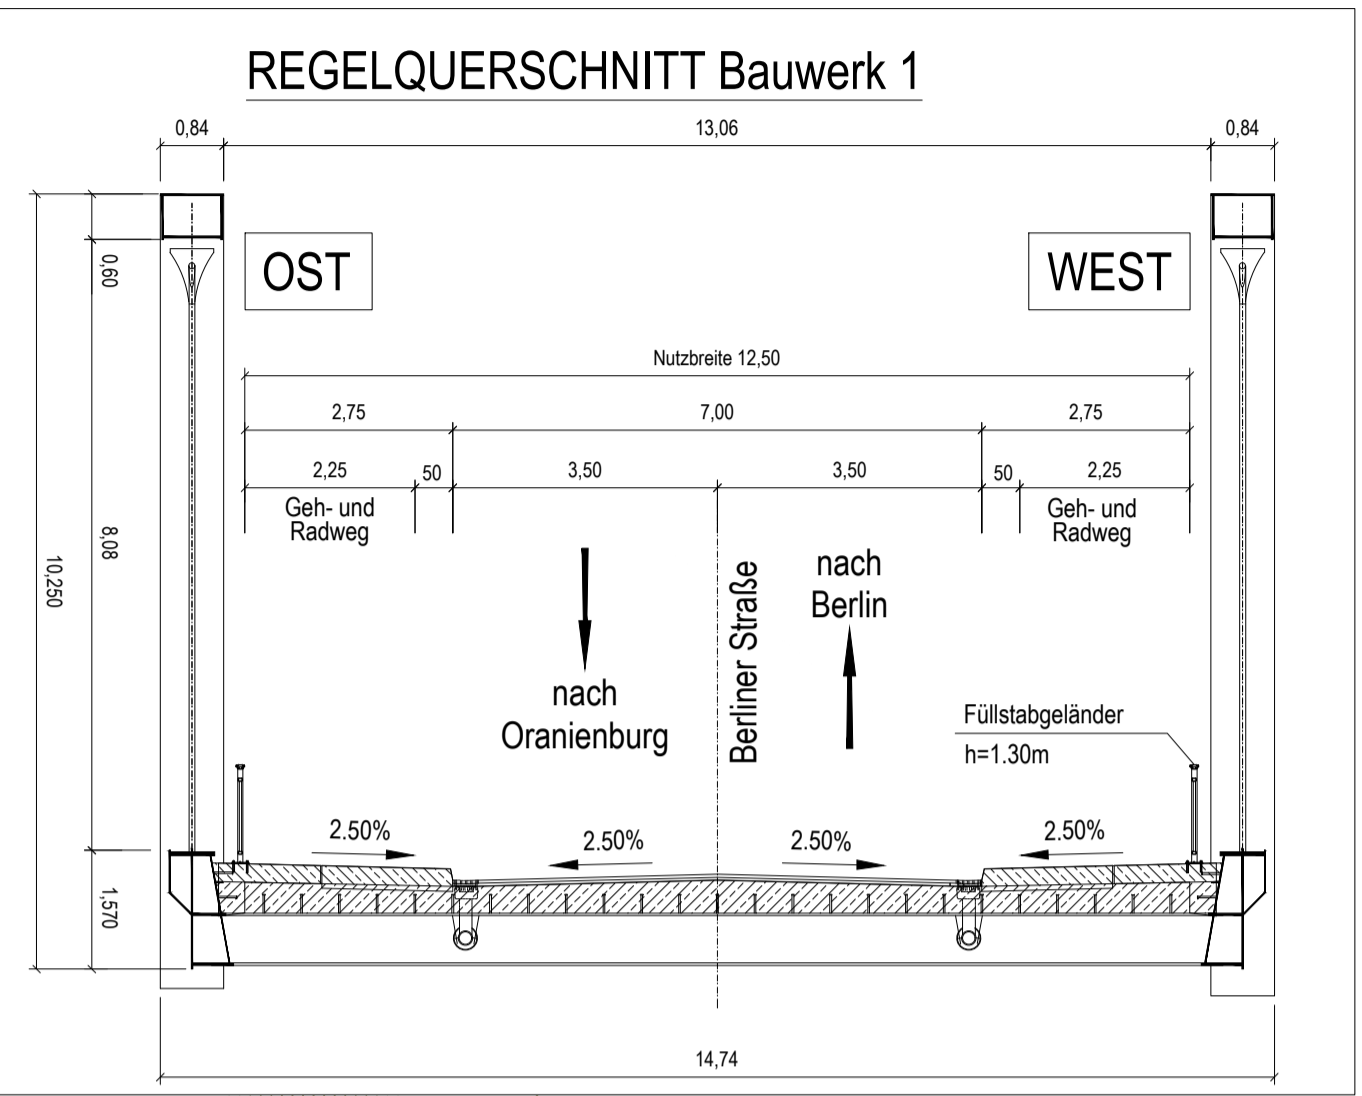 REGELQUERSCHNITT Bauwerk 1
0,84
13,06
0,84
OST
WEST
0,60
Nutzbreite 12,50
2,75
7,00
2,75
2,25
50
3,50
3,50
50
2,25
Geh- und
Radweg
Geh- und
Radweg
8,08
10,250
nach
Oranienburg
Berliner Straße
nach
Berlin
Füllstabgeländer
h=1.30m
2.50%
2.50%
2.50%
2.50%
1,570
14,74